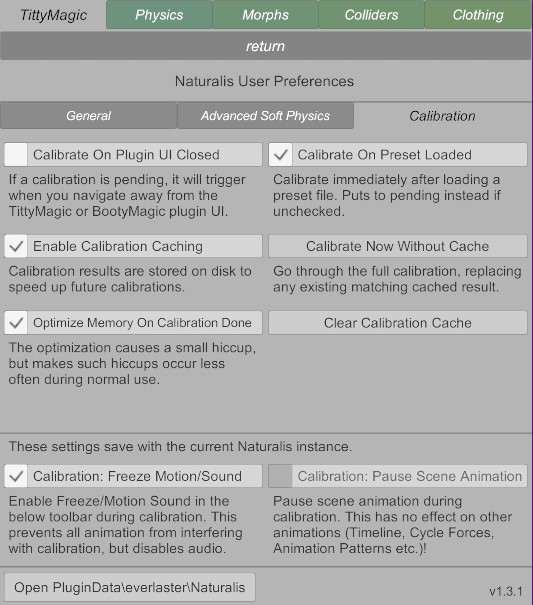 TittyMagic Physics Morphs Colliders Clothing
return
Naturalis User Preferences
General Advanced Soft Physics Calibration
Calibrate On Plugin UI Closed
If a calibration is pending, it will trigger
when you navigate away from the
TittyMagic or BootyMagic plugin UI.
Calibrate On Preset Loaded
Calibrate immediately after loading a
preset file. Puts to pending instead if
unchecked.
Enable Calibration Caching
Calibration results are stored on disk to
speed up future calibrations.
Calibrate Now Without Cache
Go through the full calibration, replacing
any existing matching cached result.
Optimize Memory On Calibration Done
The optimization causes a small hiccup,
but makes such hiccups occur less
often during normal use.
Clear Calibration Cache
These settings save with the current Naturalis instance.
Calibration: Freeze Motion/Sound
Enable Freeze/Motion Sound in the
below toolbar during calibration. This
prevents all animation from interfering
with calibration, but disables audio.
Calibration: Pause Scene Animation
Pause scene animation during
calibration. This has no effect on other
animations (Timeline, Cycle Forces,
Animation Patterns etc.)!
Open PluginData\everlaster\Naturalis
v1.3.1